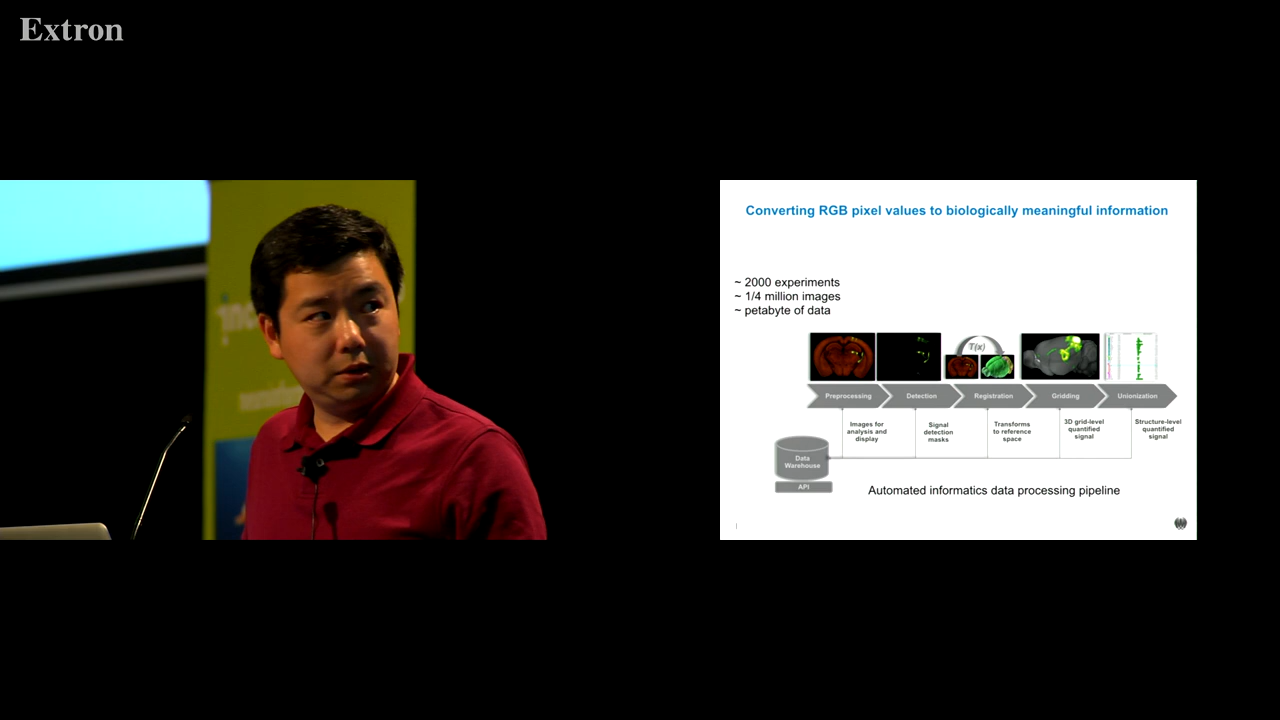 Extron
Converting RGB pixel values to biologically meaningful information
~ 2000 experiments
~ 1/4 million images
~ petabyte of data
T(x)
Preprocessing
Detection
Registration
Gridding
Unionization
Images for
analysis and
display
Signal
detection
masks
Transforms
to reference
space
3D grid-level
quantified
signal
Structure-level
quantified
signal
Data
Warehouse
API
Automated informatics data processing pipeline